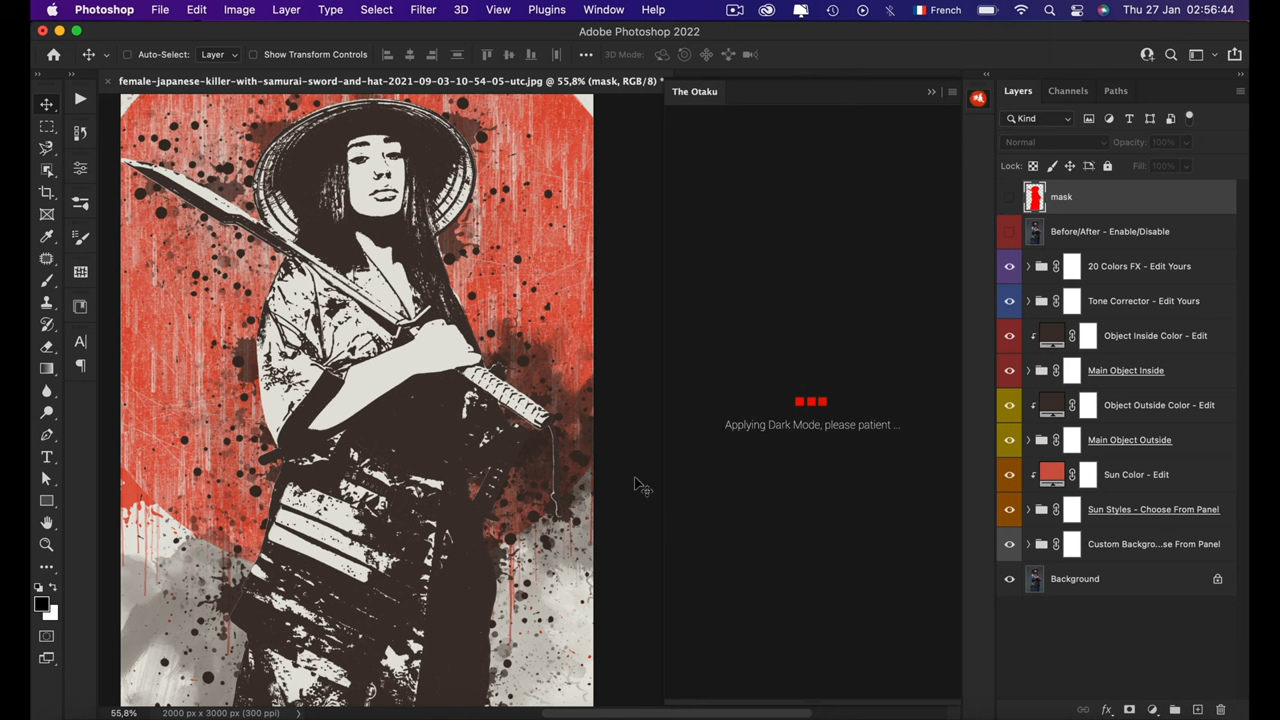 Photoshop File Edit Image Layer Type Select Filter 3D View Plugins Window Help French Thu 27 Jan 02:56:44
Adobe Photoshop 2022
Auto-Select: Layer Show Transform Controls 3D Mode:
female-japanese-killer-with-samurai-sword-and-hat-2021-09-03-10-54-05-utc.jpg @ 55,8% (mask, RGB/8) *
The Otaku
Layers Channels Paths
Kind
Normal Opacity: 100%
Lock: Fill: 100%
mask
Before/After - Enable/Disable
20 Colors FX - Edit Yours
Tone Corrector - Edit Yours
Object Inside Color - Edit
Main Object Inside
Object Outside Color - Edit
Main Object Outside
Sun Color - Edit
Sun Styles - Choose From Panel
Custom Backgro...se From Panel
Background
Applying Dark Mode, please patient ...
55,8% 2000 px x 3000 px (300 ppi)